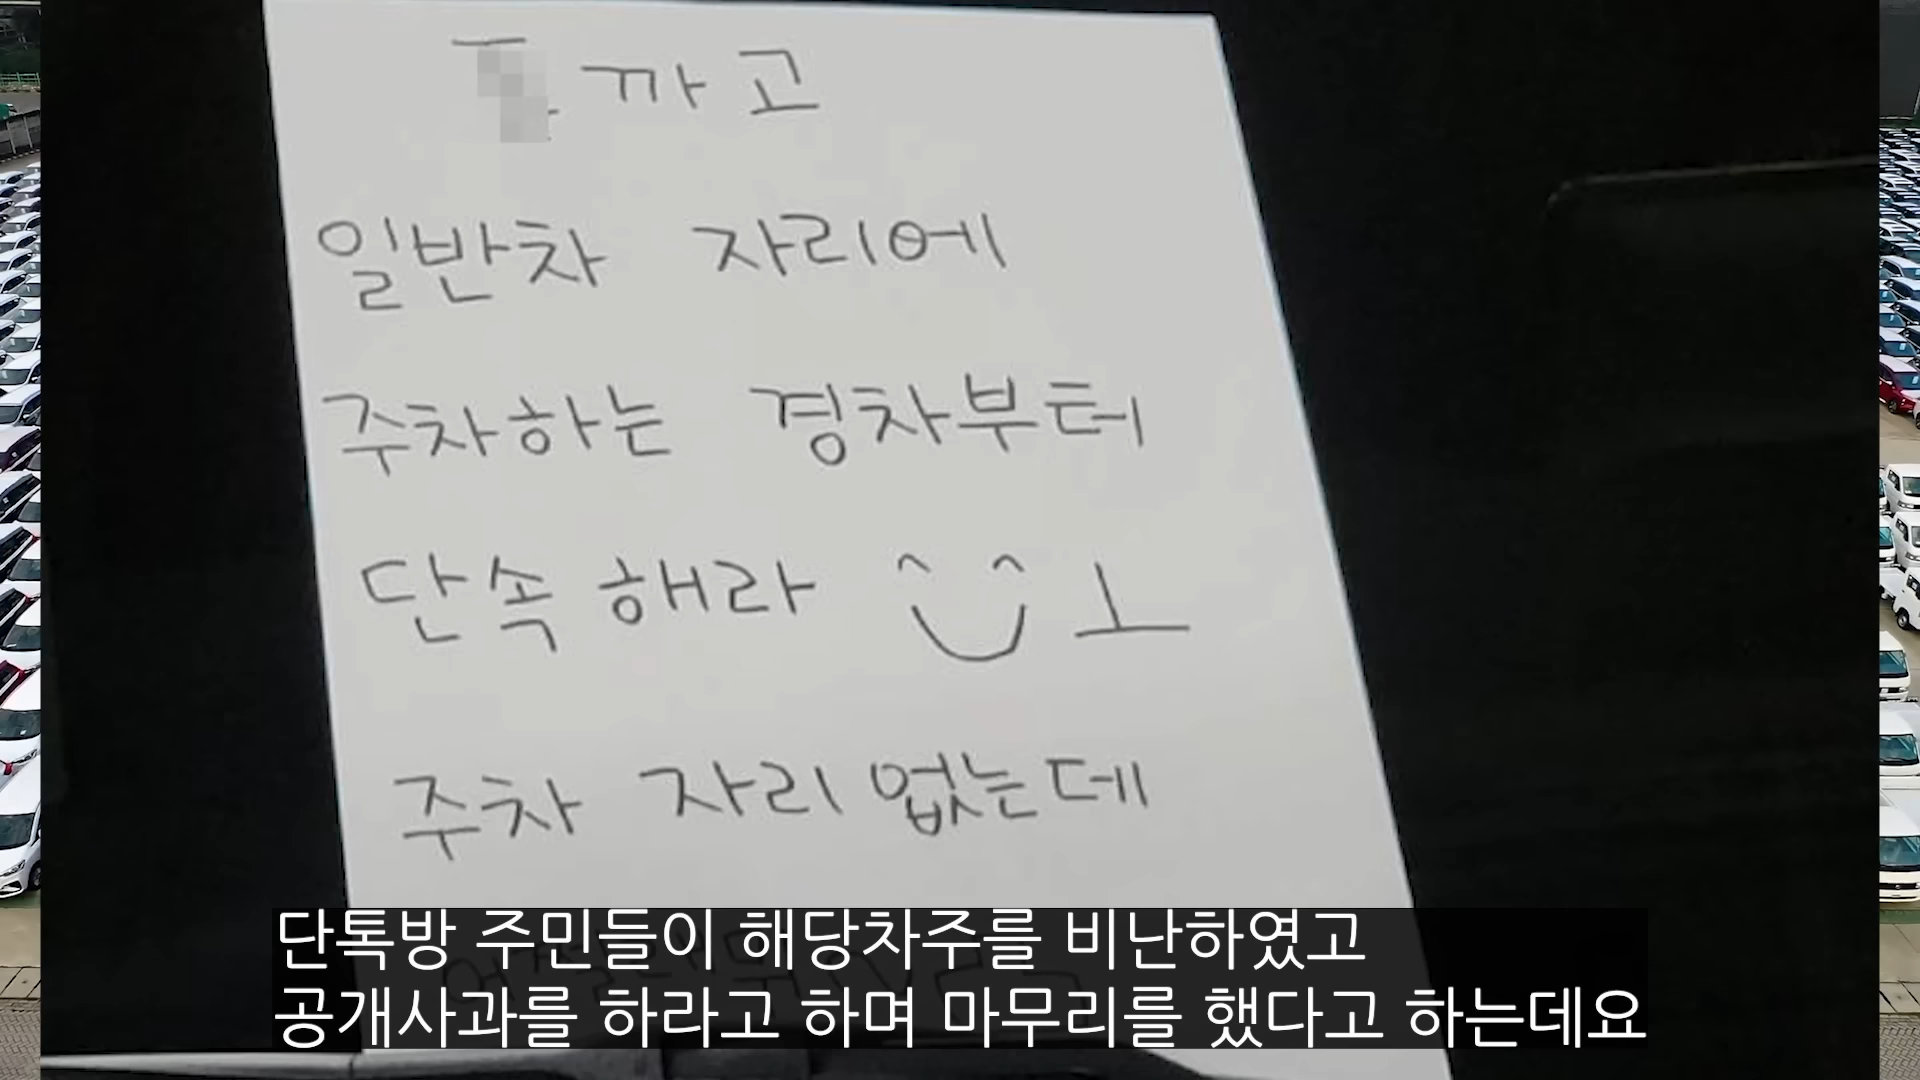 까고
일반차 자리에
주차하는 경차부터
단속해라 ^^ ㅗ
주차 자리 없는데
단톡방 주민들이 해당차주를 비난하였고
공개사과를 하라고 하며 마무리를 했다고 하는데요